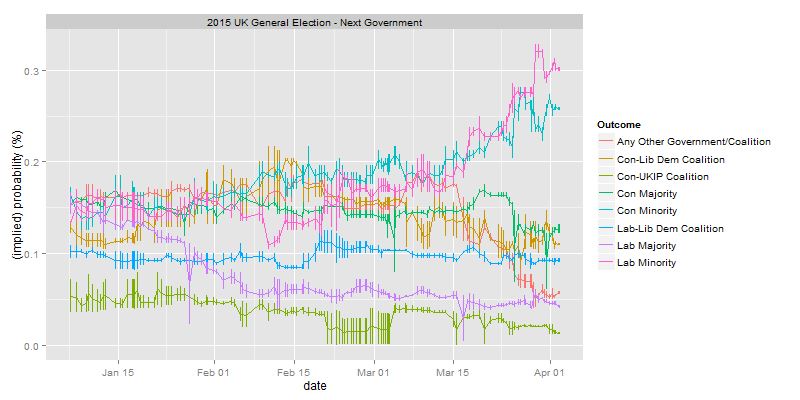 2015 UK General Election - Next Government
(implied) probability (%)
0.3
0.2
0.1
0.0
Jan 15
Feb 01
Feb 15
Mar 01
Mar 15
Apr 01
date
Outcome
Any Other Government/Coalition
Con-Lib Dem Coalition
Con-UKIP Coalition
Con Majority
Con Minority
Lab-Lib Dem Coalition
Lab Majority
Lab Minority